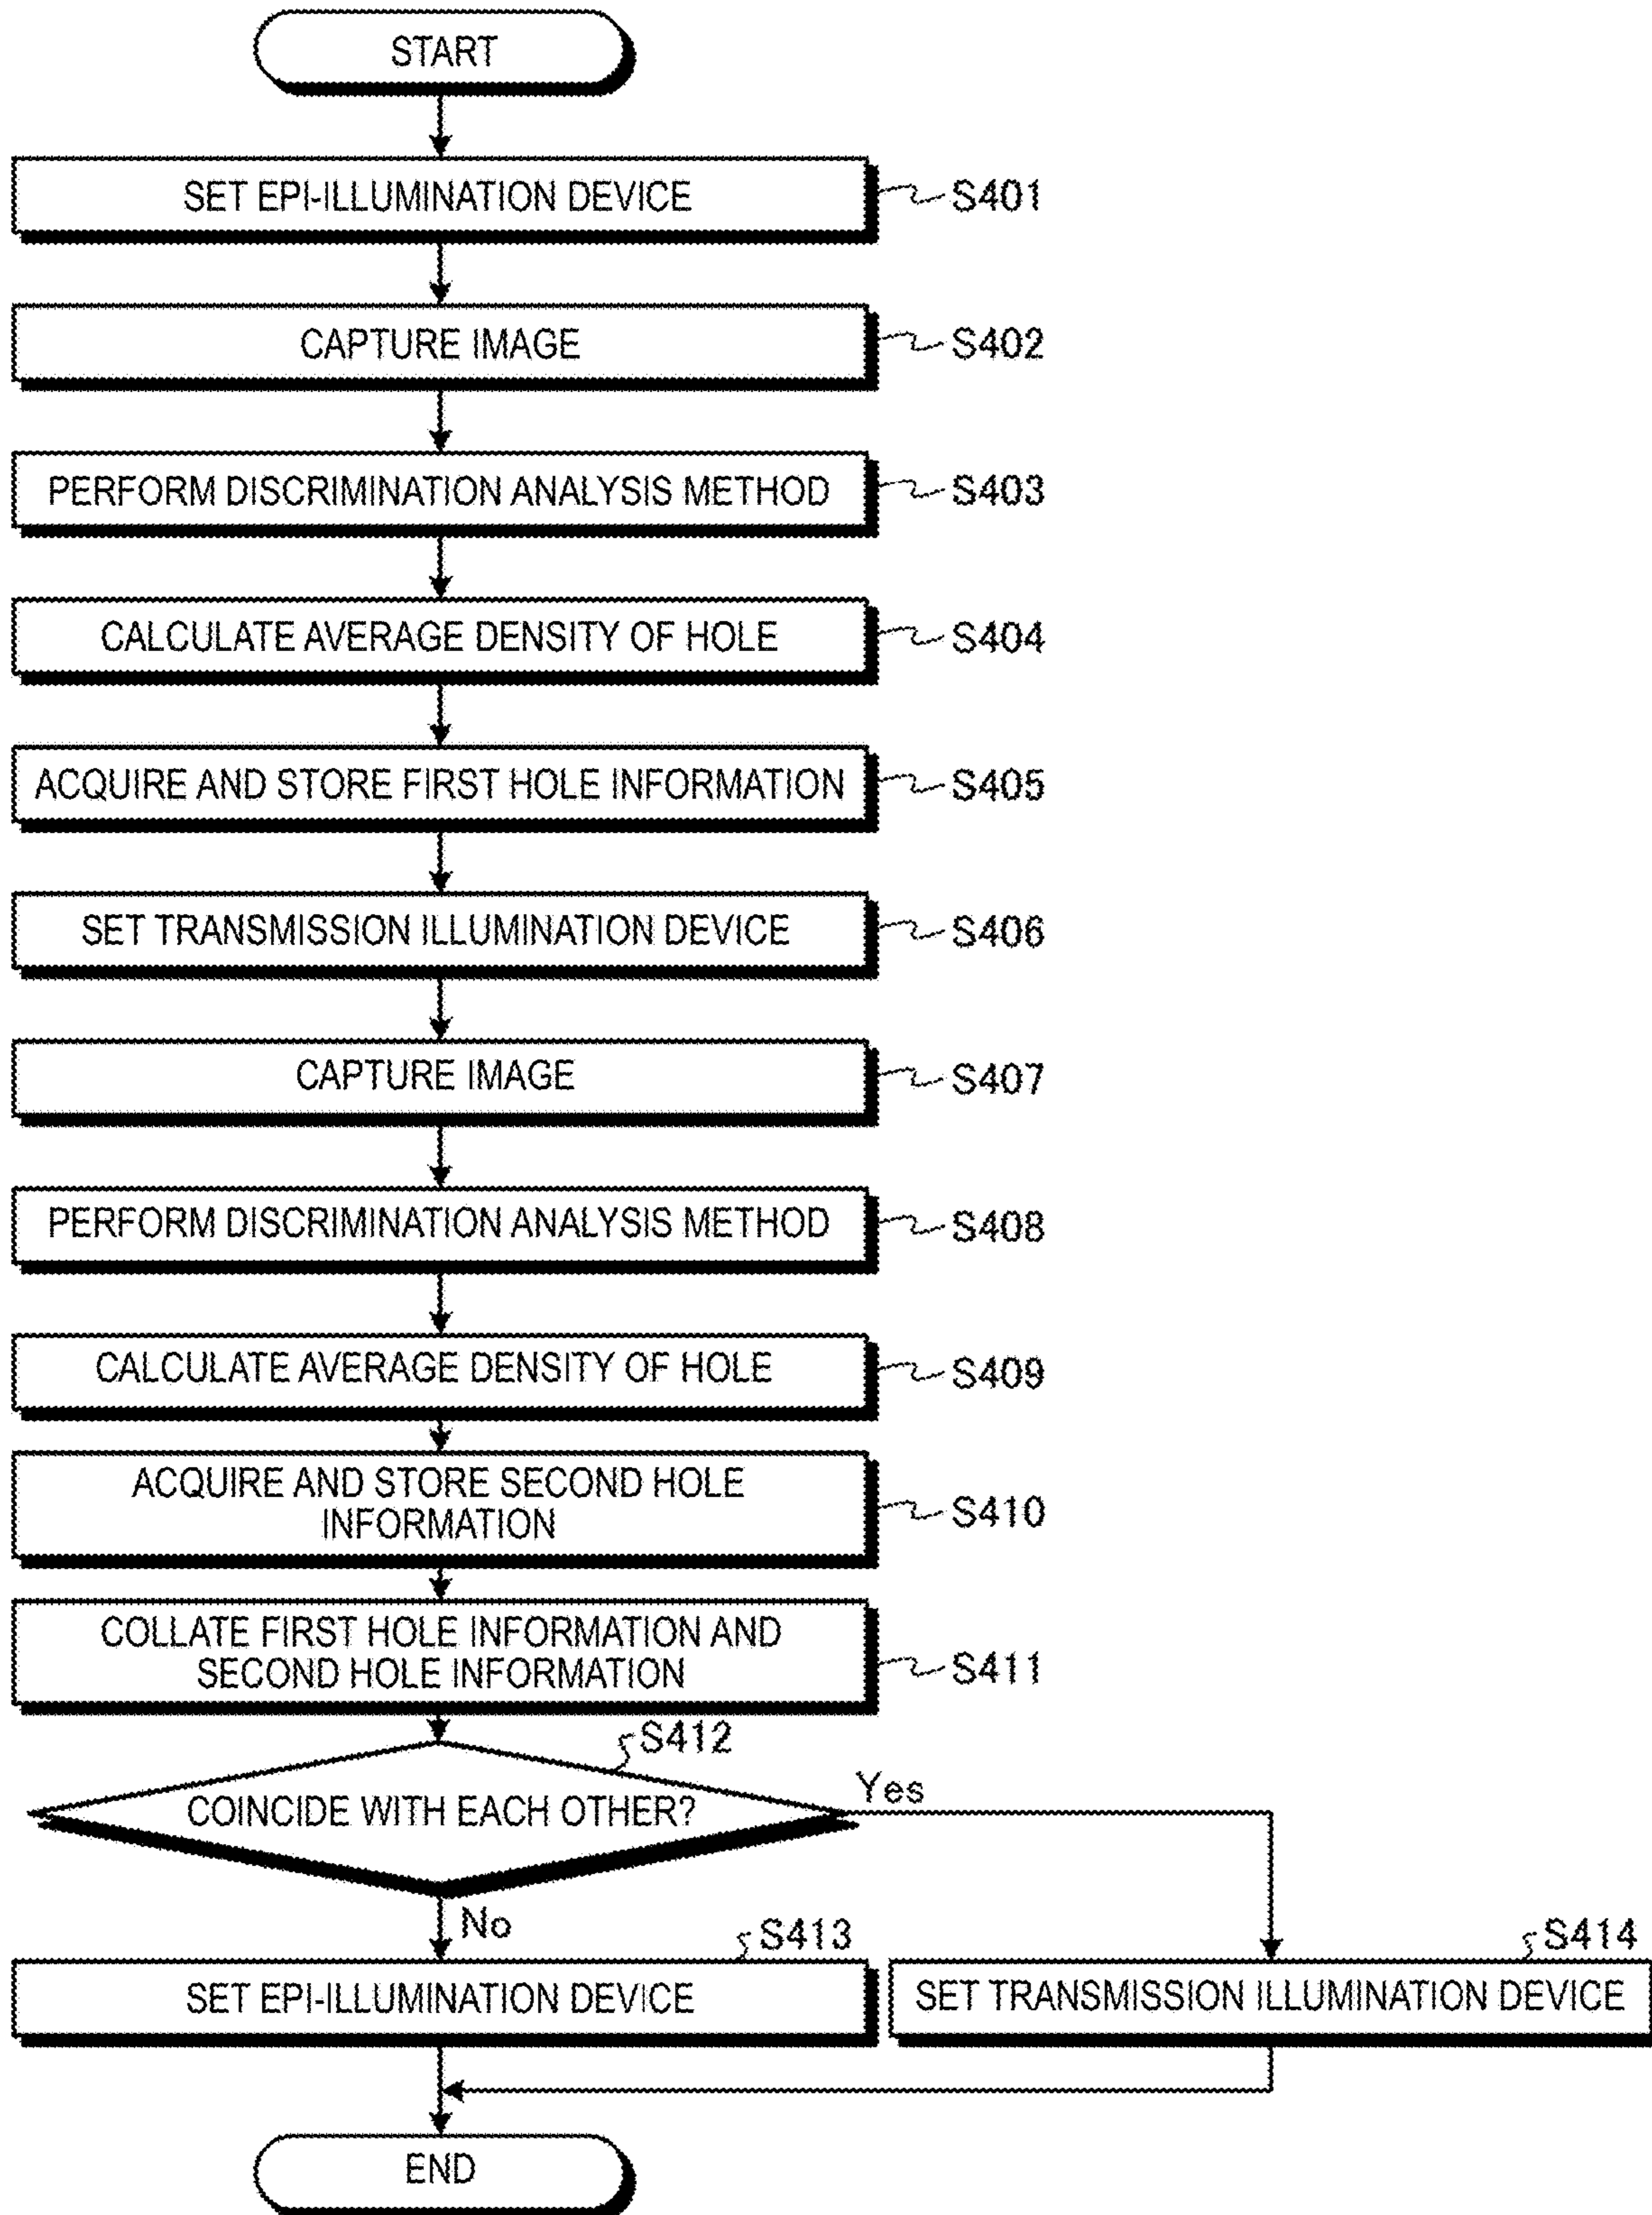 START
SET EPI-ILLUMINATION DEVICE
S401
CAPTURE IMAGE
S402
PERFORM DISCRIMINATION ANALYSIS METHOD
S403
CALCULATE AVERAGE DENSITY OF HOLE
S404
ACQUIRE AND STORE FIRST HOLE INFORMATION
S405
SET TRANSMISSION ILLUMINATION DEVICE
S406
CAPTURE IMAGE
S407
PERFORM DISCRIMINATION ANALYSIS METHOD
S408
CALCULATE AVERAGE DENSITY OF HOLE
S409
ACQUIRE AND STORE SECOND HOLE
INFORMATION
S410
COLLATE FIRST HOLE INFORMATION AND
SECOND HOLE INFORMATION
S411
S412
COINCIDE WITH EACH OTHER?
Yes
No
S413
SET EPI-ILLUMINATION DEVICE
S414
SET TRANSMISSION ILLUMINATION DEVICE
END